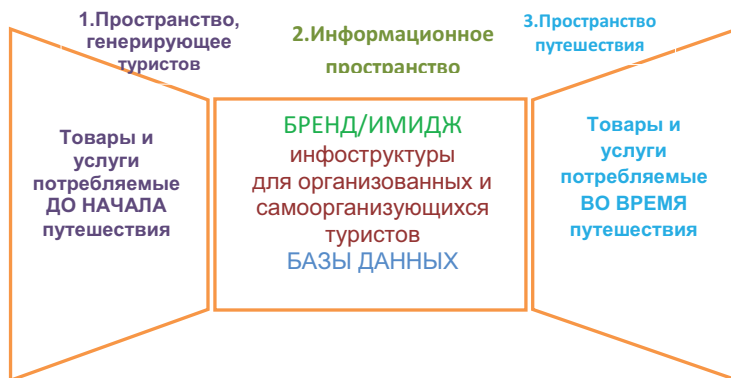 1.Пространство,
генерирующее
туристов
2.Информационное
пространство
3.Пространство
путешествия
Товары и
услуги
потребляемые
ДО НАЧАЛА
путешествия
БРЕНД/ИМИДЖ
инфоструктуры
для организованных и
самоорганизующихся
туристов
БАЗЫ ДАННЫХ
Товары и
услуги
потребляемые
ВО ВРЕМЯ
путешествия